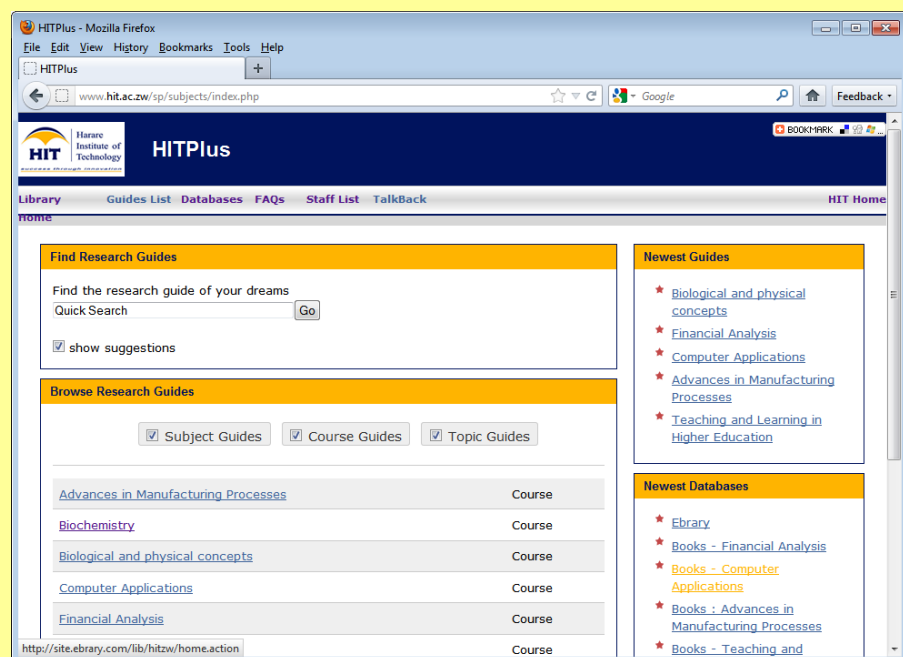 HITPlus - Mozilla Firefox
File Edit View History Bookmarks Tools Help
HITPlus
www.hit.ac.zw/sp/subjects/index.php
Google
Feedback
HIT
Harare
Institute of
Technology
success through innovation
HITPlus
BOOKMARK
Library Home
Guides List Databases FAQs Staff List TalkBack
HIT Home
Find Research Guides
Find the research guide of your dreams
Quick Search Go
show suggestions
Browse Research Guides
Subject Guides Course Guides Topic Guides
Advances in Manufacturing Processes Course
Biochemistry Course
Biological and physical concepts Course
Computer Applications Course
Financial Analysis Course
Course
http://site.ebrary.com/lib/hitzw/home.action
Newest Guides
Biological and physical
concepts
Financial Analysis
Computer Applications
Advances in Manufacturing
Processes
Teaching and Learning in
Higher Education
Newest Databases
Ebrary
Books - Financial Analysis
Books - Computer
Applications
Books : Advances in
Manufacturing Processes
Books - Teaching and